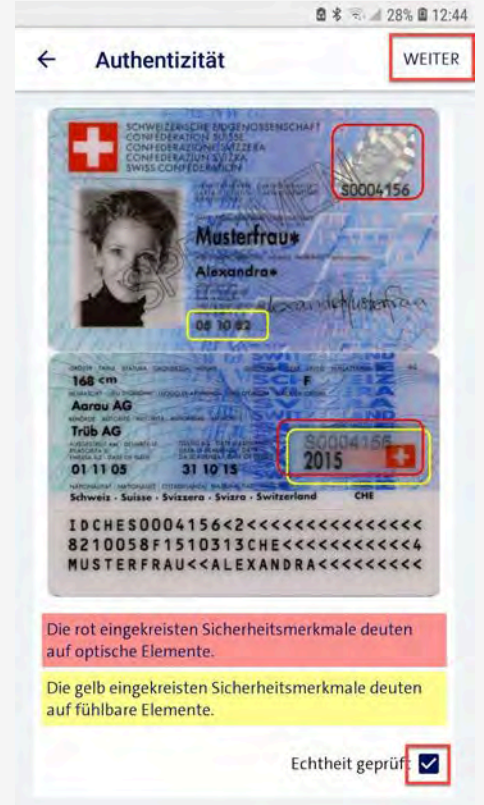 28% 12:44
Authentizität
WEITER
SCHWEIZERISCHE EIDGENOSSENSCHAFT
CONFÉDÉRATION SUISSE
CONFEDERAZIONE SVIZZERA
CONFEDERAZIUN SVIZRA
SWISS CONFEDERATION
S0004156
SPECIMEN
Musterfrau*
Alexandra*
05 10 82
168 cm
F
Aarau AG
Trüb AG
S0004156
2015
01 11 05
31 10 15
Schweiz · Suisse · Svizzera · Svizra · Switzerland CHE
IDCHES0004156<2<<<<<<<<<<<<<<<
8210058F1510313CHE<<<<<<<<<<<4
MUSTERFRAU<<ALEXANDRA<<<<<<<<<
Die rot eingekreisten Sicherheitsmerkmale deuten
auf optische Elemente.
Die gelb eingekreisten Sicherheitsmerkmale deuten
auf fühlbare Elemente.
Echtheit geprüft